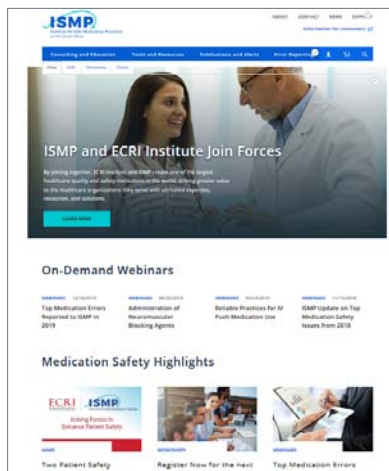 ABOUT CONTACT NEWS SUPPORT
ISMP
Institute for Safe Medication Practices
Information for consumers
Consulting and Education Tools and Resources Publications and Alerts Error Reporting
View Edit
ISMP and ECRI Institute Join Forces
By joining together, ECRI Institute and ISMP create one of the largest
healthcare quality and safety institutions in the world driving greater value
to the healthcare organizations they serve with unrivaled expertise,
resources, and solutions.
LEARN MORE
On-Demand Webinars
WEBINARS WEBINARS WEBINARS WEBINARS
Top Medication Errors
Reported to ISMP in
2019
Administration of
Neuromuscular
Blocking Agents
Reliable Practices for IV
Push Medication Use
ISMP Update on Top
Medication Safety
Issues from 2018
Medication Safety Highlights
ECRI ISMP
Joining Forces to
Enhance Patient Safety
NEWS
Two Patient Safety
Register Now for the next
WEBINARS
Top Medication Errors